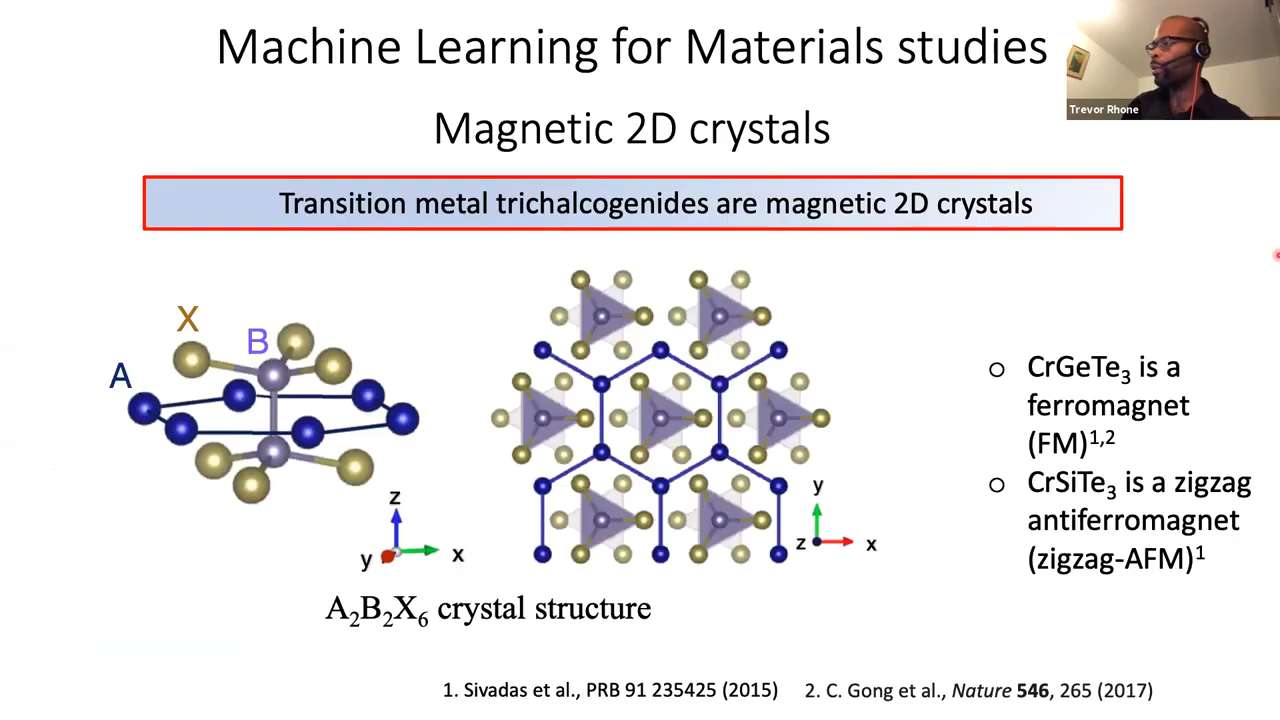 Machine Learning for Materials studies
Trevor Rhone
Magnetic 2D crystals
Transition metal trichalcogenides are magnetic 2D crystals
X
B
A
z
y
x
y
z
x
A₂B₂X₆ crystal structure
○ CrGeTe₃ is a
ferromagnet
(FM)¹,²
○ CrSiTe₃ is a zigzag
antiferromagnet
(zigzag-AFM)¹
1. Sivadas et al., PRB 91 235425 (2015)
2. C. Gong et al., Nature 546, 265 (2017)